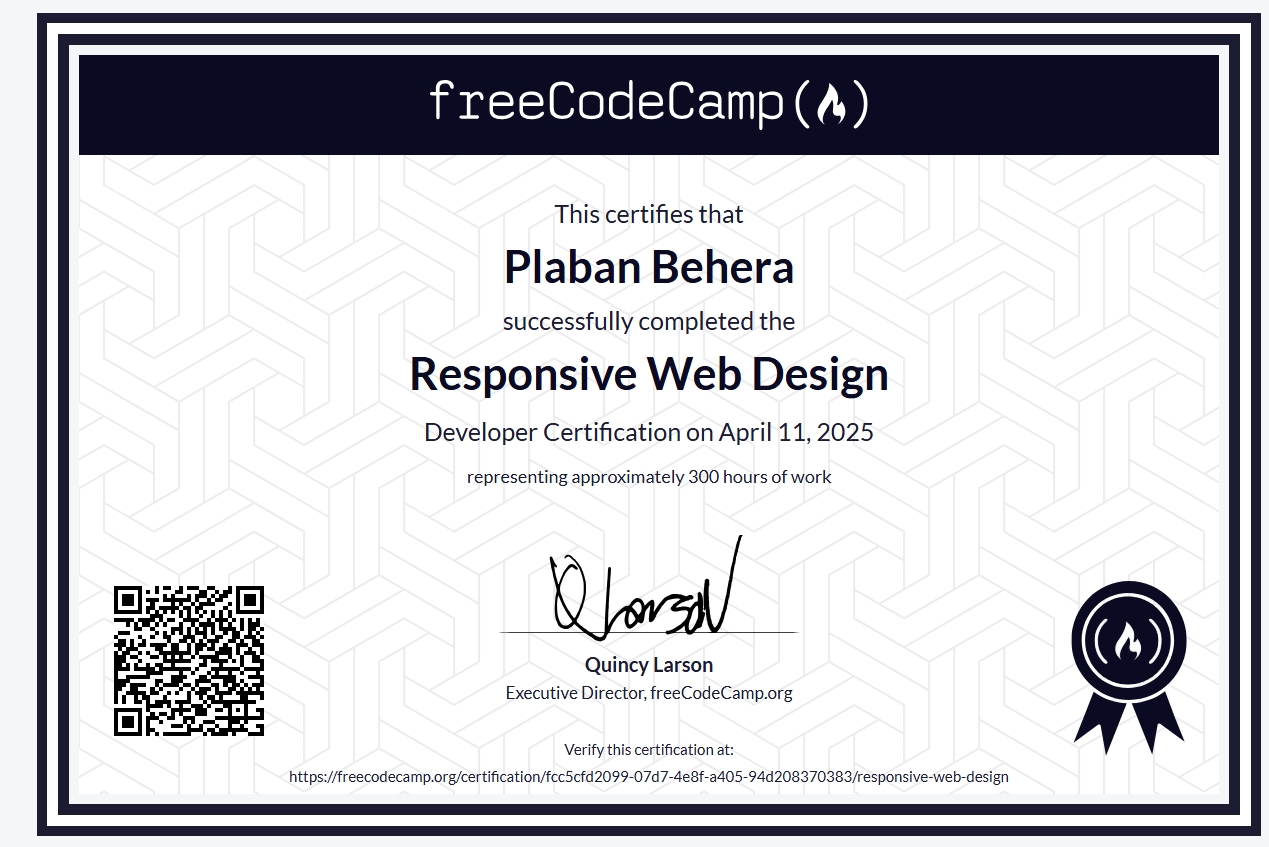 freeCodeCamp
This certifies that
Plaban Behera
successfully completed the
Responsive Web Design
Developer Certification on April 11, 2025
representing approximately 300 hours of work
Quincy Larson
Executive Director, freeCodeCamp.org
Verify this certification at:
https://freecodecamp.org/certification/fcc5cfd2099-07d7-4e8f-a405-94d208370383/responsive-web-design